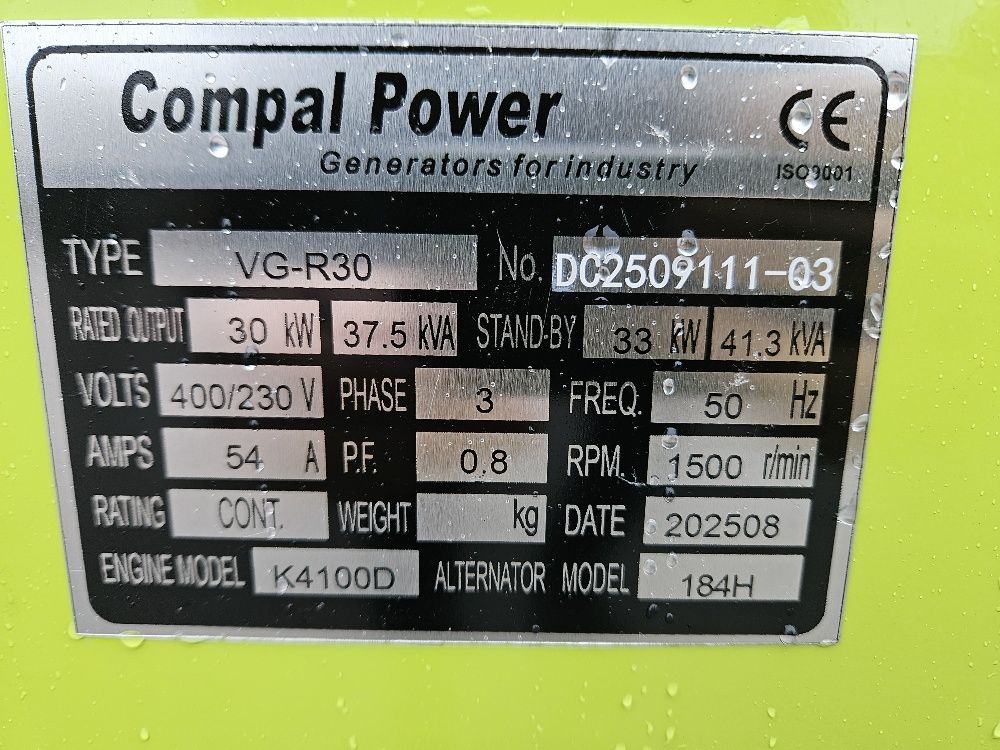 Compal Power
CE
Generators for industry
ISO9001
TYPE VG-R30 No. DC2509111-Q3
RATED OUTPUT 30 kW 37.5 kVA STAND-BY 33 kW 41.3 kVA
VOLTS 400/230 V PHASE 3 FREQ. 50 Hz
AMPS 54 A P.F. 0.8 RPM. 1500 r/min
RATING CONT. WEIGHT kg DATE 202508
ENGINE MODEL K4100D ALTERNATOR MODEL 184H